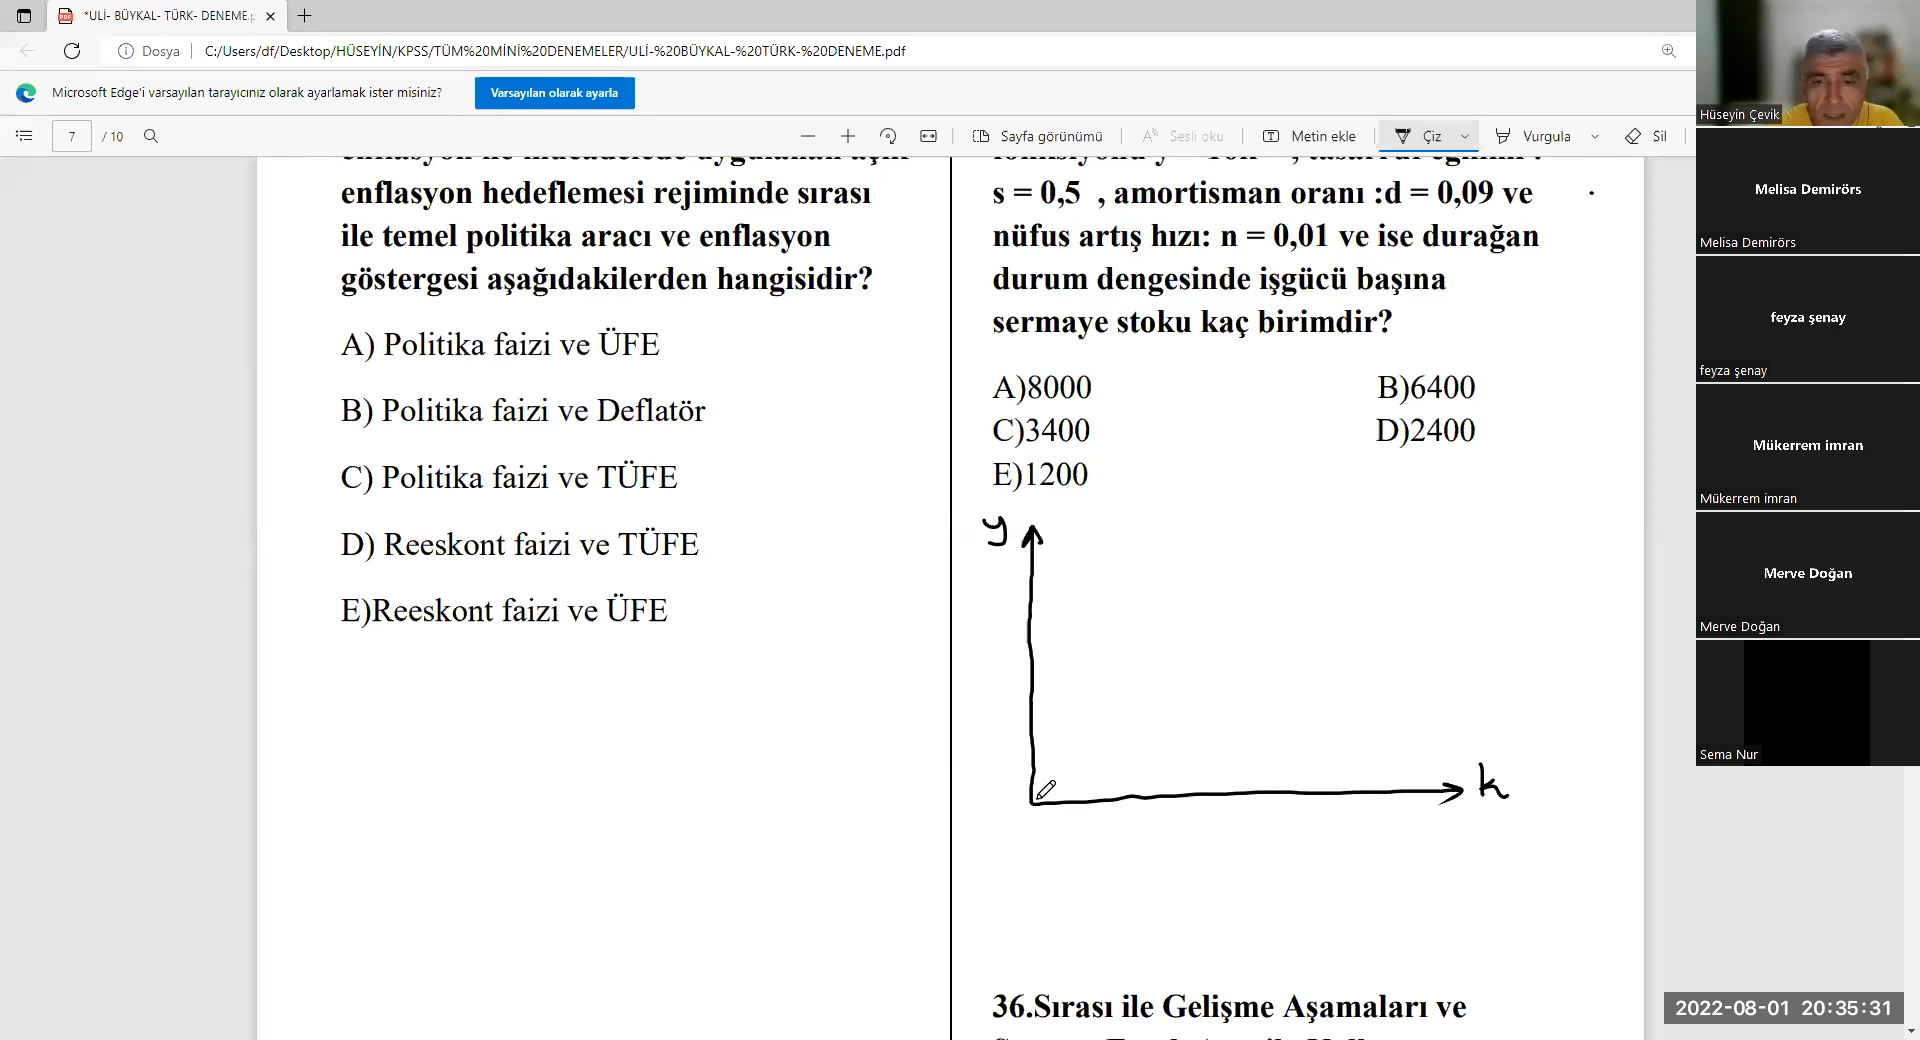 *ULİ- BÜYKAL- TÜRK- DENEME.p
Dosya
C:/Users/df/Desktop/HÜSEYİN/KPSS/TÜM%20MİNİ%20DENEMELER/ULİ-%20BÜYKAL-%20TÜRK-%20DENEME.pdf
Microsoft Edge'i varsayılan tarayıcınız olarak ayarlamak ister misiniz?
Varsayılan olarak ayarla
7 / 10
Sayfa görünümü
Sesli oku
Metin ekle
Çiz
Vurgula
Sil
enflasyon ile mücadelede uygulanan açık
enflasyon hedeflemesi rejiminde sırası
ile temel politika aracı ve enflasyon
göstergesi aşağıdakilerden hangisidir?
A) Politika faizi ve ÜFE
B) Politika faizi ve Deflatör
C) Politika faizi ve TÜFE
D) Reeskont faizi ve TÜFE
E)Reeskont faizi ve ÜFE
, tasarruf eğilimi :
s = 0,5 , amortisman oranı :d = 0,09 ve
nüfus artış hızı: n = 0,01 ve ise durağan
durum dengesinde işgücü başına
sermaye stoku kaç birimdir?
A)8000 B)6400
C)3400 D)2400
E)1200
y
k
36.Sırası ile Gelişme Aşamaları ve
Hüseyin Çevik
Melisa Demirörs
Melisa Demirörs
feyza şenay
feyza şenay
Mükerrem imran
Mükerrem imran
Merve Doğan
Merve Doğan
Sema Nur
2022-08-01 20:35:31